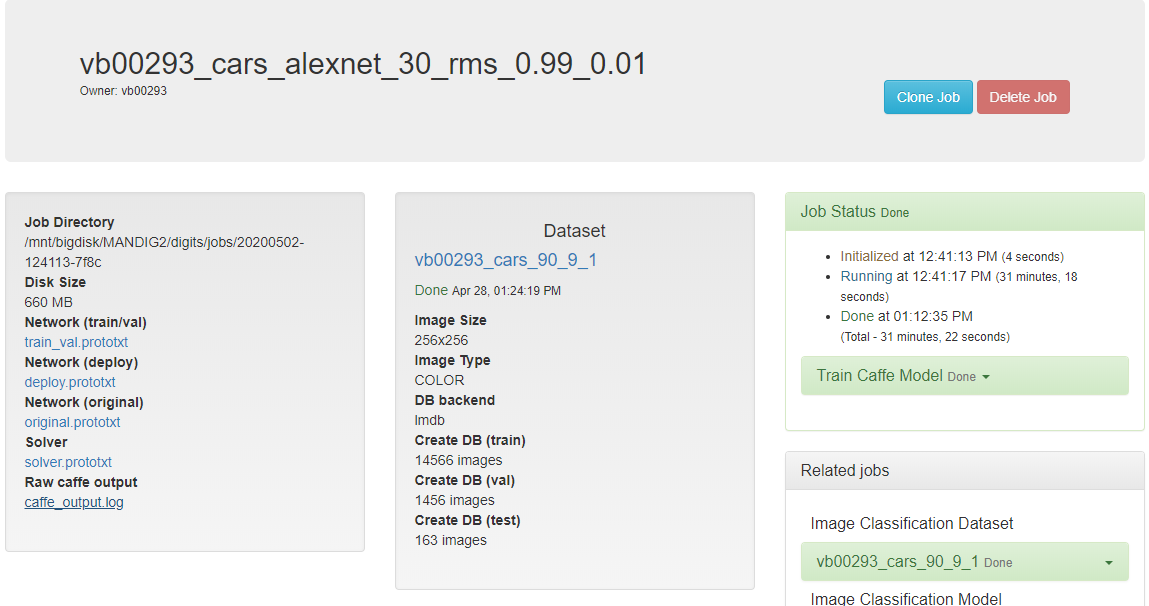 vb00293_cars_alexnet_30_rms_0.99_0.01
Owner: vb00293
Clone Job
Delete Job
Job Directory
/mnt/bigdisk/MANDIG2/digits/jobs/20200502-
124113-7f8c
Disk Size
660 MB
Network (train/val)
train_val.prototxt
Network (deploy)
deploy.prototxt
Network (original)
original.prototxt
Solver
solver.prototxt
Raw caffe output
caffe_output.log
Dataset
vb00293_cars_90_9_1
Done Apr 28, 01:24:19 PM
Image Size
256x256
Image Type
COLOR
DB backend
lmdb
Create DB (train)
14566 images
Create DB (val)
1456 images
Create DB (test)
163 images
Job Status Done
Initialized at 12:41:13 PM (4 seconds)
Running at 12:41:17 PM (31 minutes, 18
seconds)
Done at 01:12:35 PM
(Total - 31 minutes, 22 seconds)
Train Caffe Model Done
Related jobs
Image Classification Dataset
vb00293_cars_90_9_1 Done
Image Classification Model